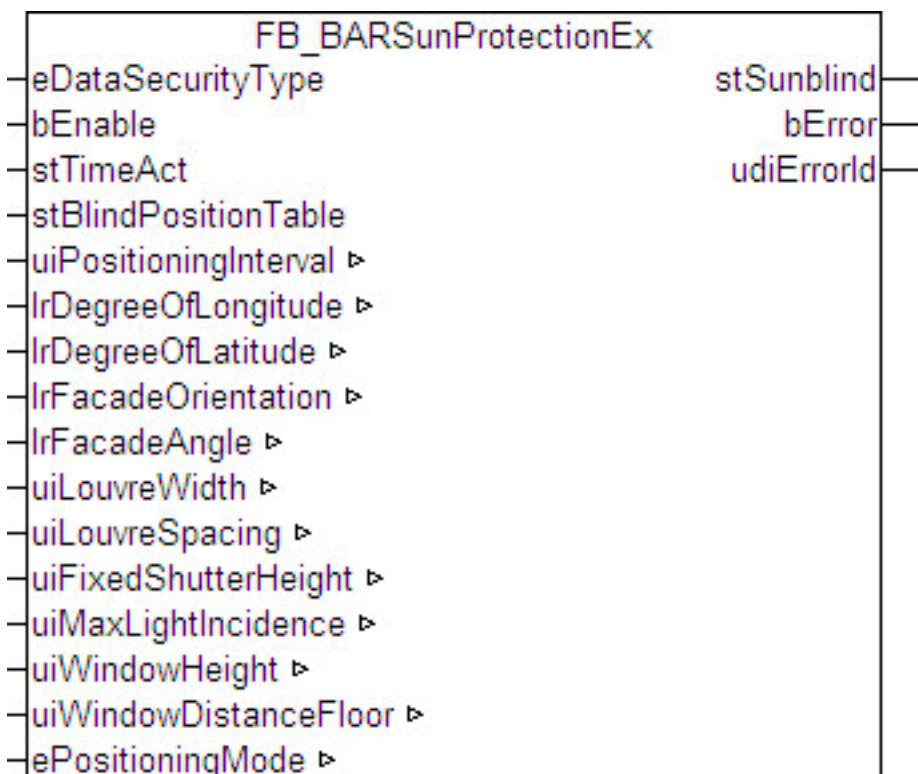 FB_BARSunProtectionEx
eDataSecurityType stSunblind
bEnable bError
stTimeAct udiErrorId
stBlindPositionTable
uiPositioningInterval
lrDegreeOfLongitude
lrDegreeOfLatitude
lrFacadeOrientation
lrFacadeAngle
uiLouvreWidth
uiLouvreSpacing
uiFixedShutterHeight
uiMaxLightIncidence
uiWindowHeight
uiWindowDistanceFloor
ePositioningMode